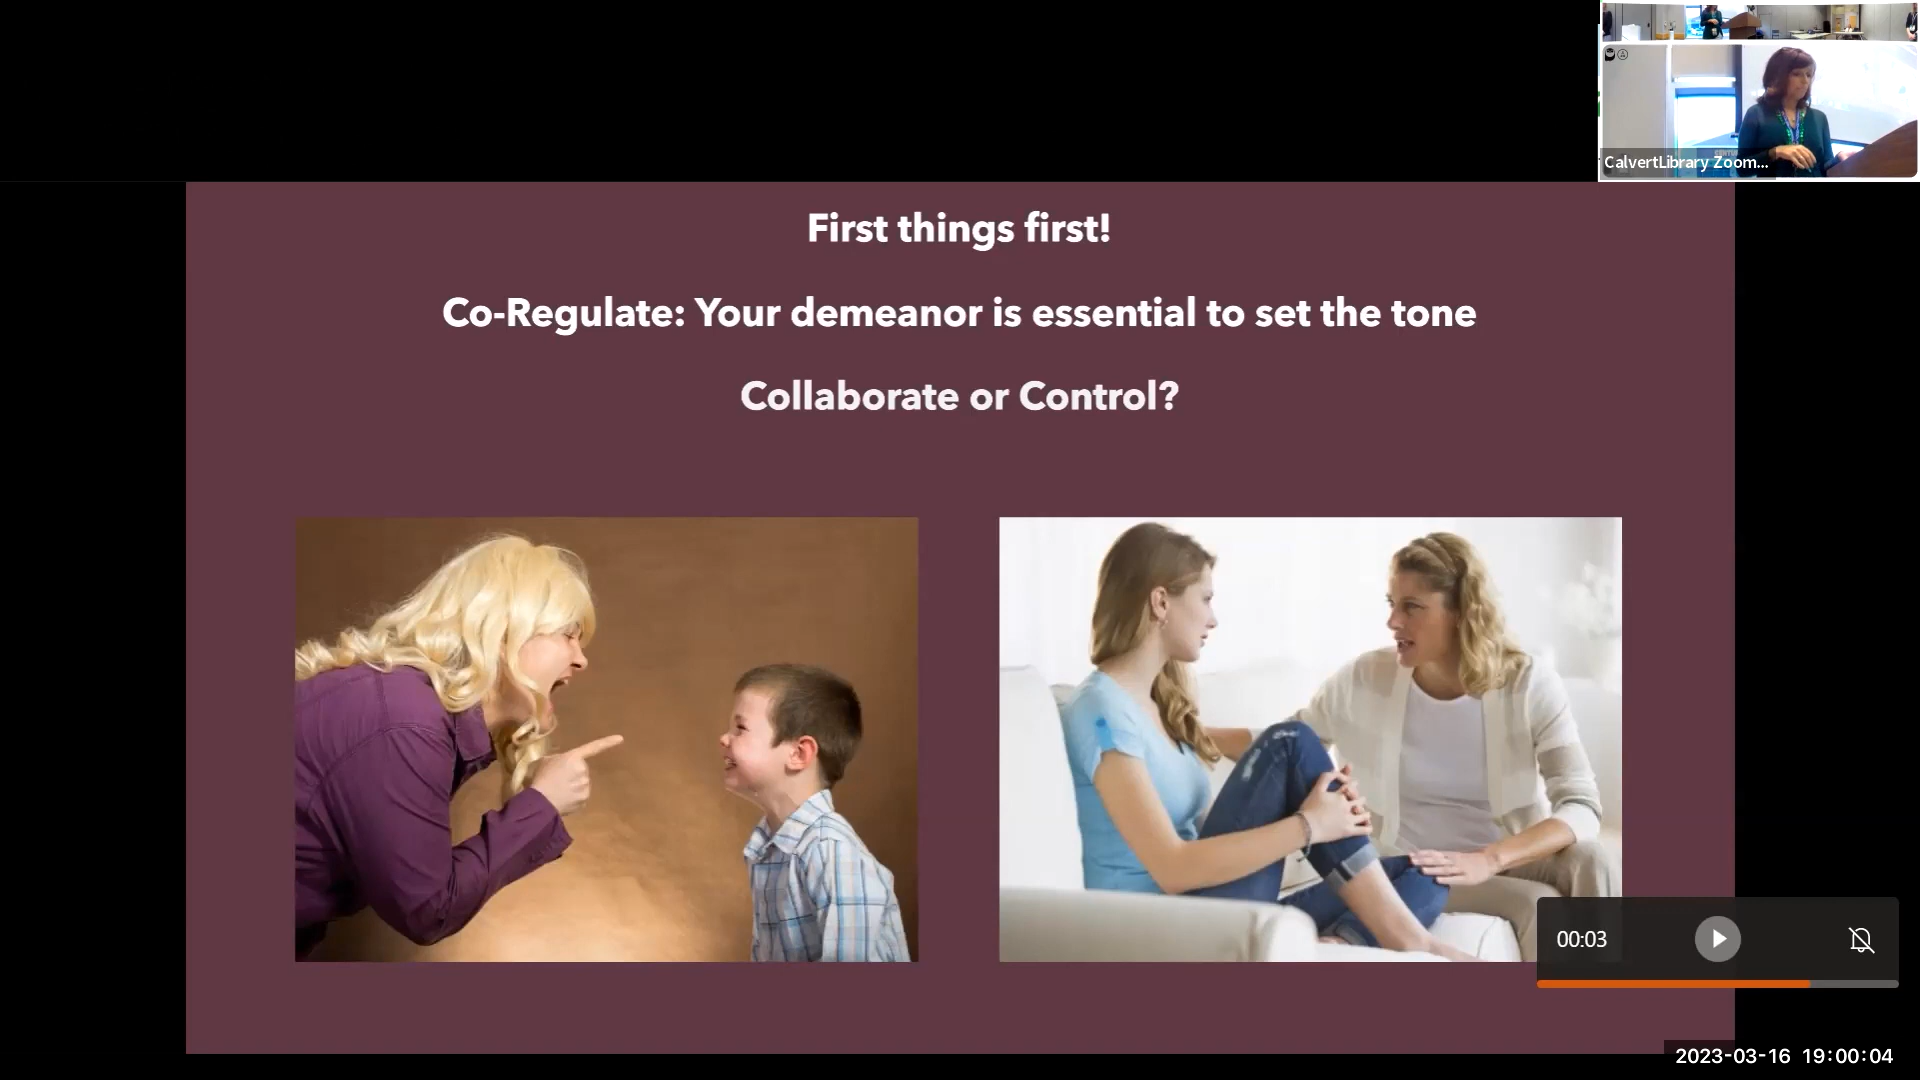 CalvertLibrary Zoom...
First things first!
Co-Regulate: Your demeanor is essential to set the tone
Collaborate or Control?
00:03
2023-03-16 19:00:04